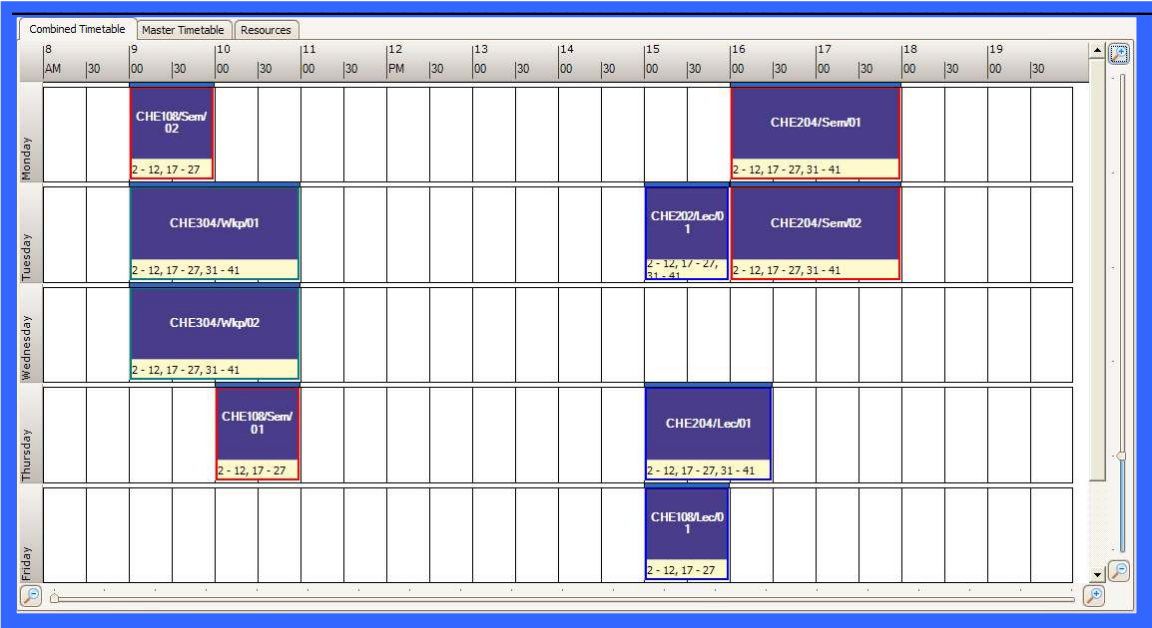 Combined Timetable Master Timetable Resources
8 9 10 11 12 13 14 15 16 17 18 19
AM 30 00 30 00 30 00 30 PM 30 00 30 00 30 00 30 00 30 00 30 00 30 00 30
Monday
CHE108/Sem/
02
2 - 12, 17 - 27
CHE204/Sem/01
2 - 12, 17 - 27, 31 - 41
Tuesday
CHE304/Wkp/01
2 - 12, 17 - 27, 31 - 41
CHE202/Lec/0
1
2 - 12, 17 - 27,
31 - 41
CHE204/Sem/02
2 - 12, 17 - 27, 31 - 41
Wednesday
CHE304/Wkp/02
2 - 12, 17 - 27, 31 - 41
Thursday
CHE108/Sem/
01
2 - 12, 17 - 27
CHE204/Lec/01
2 - 12, 17 - 27, 31 - 41
Friday
CHE108/Lec/0
1
2 - 12, 17 - 27